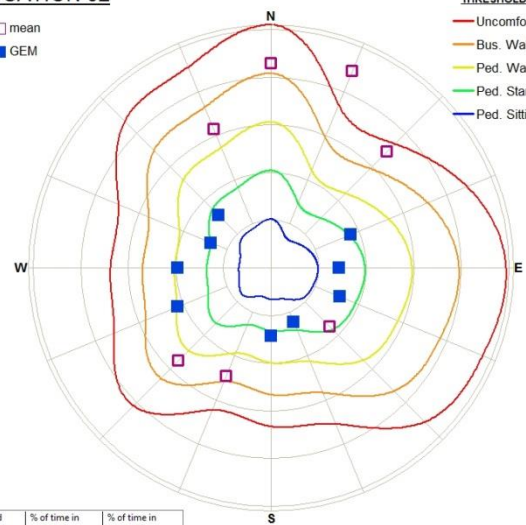 mean
GEM
N
W
E
S
Uncomfo
Bus. Wa
Ped. Wa
Ped. Sta
Ped. Sitti
% of time in
% of time in